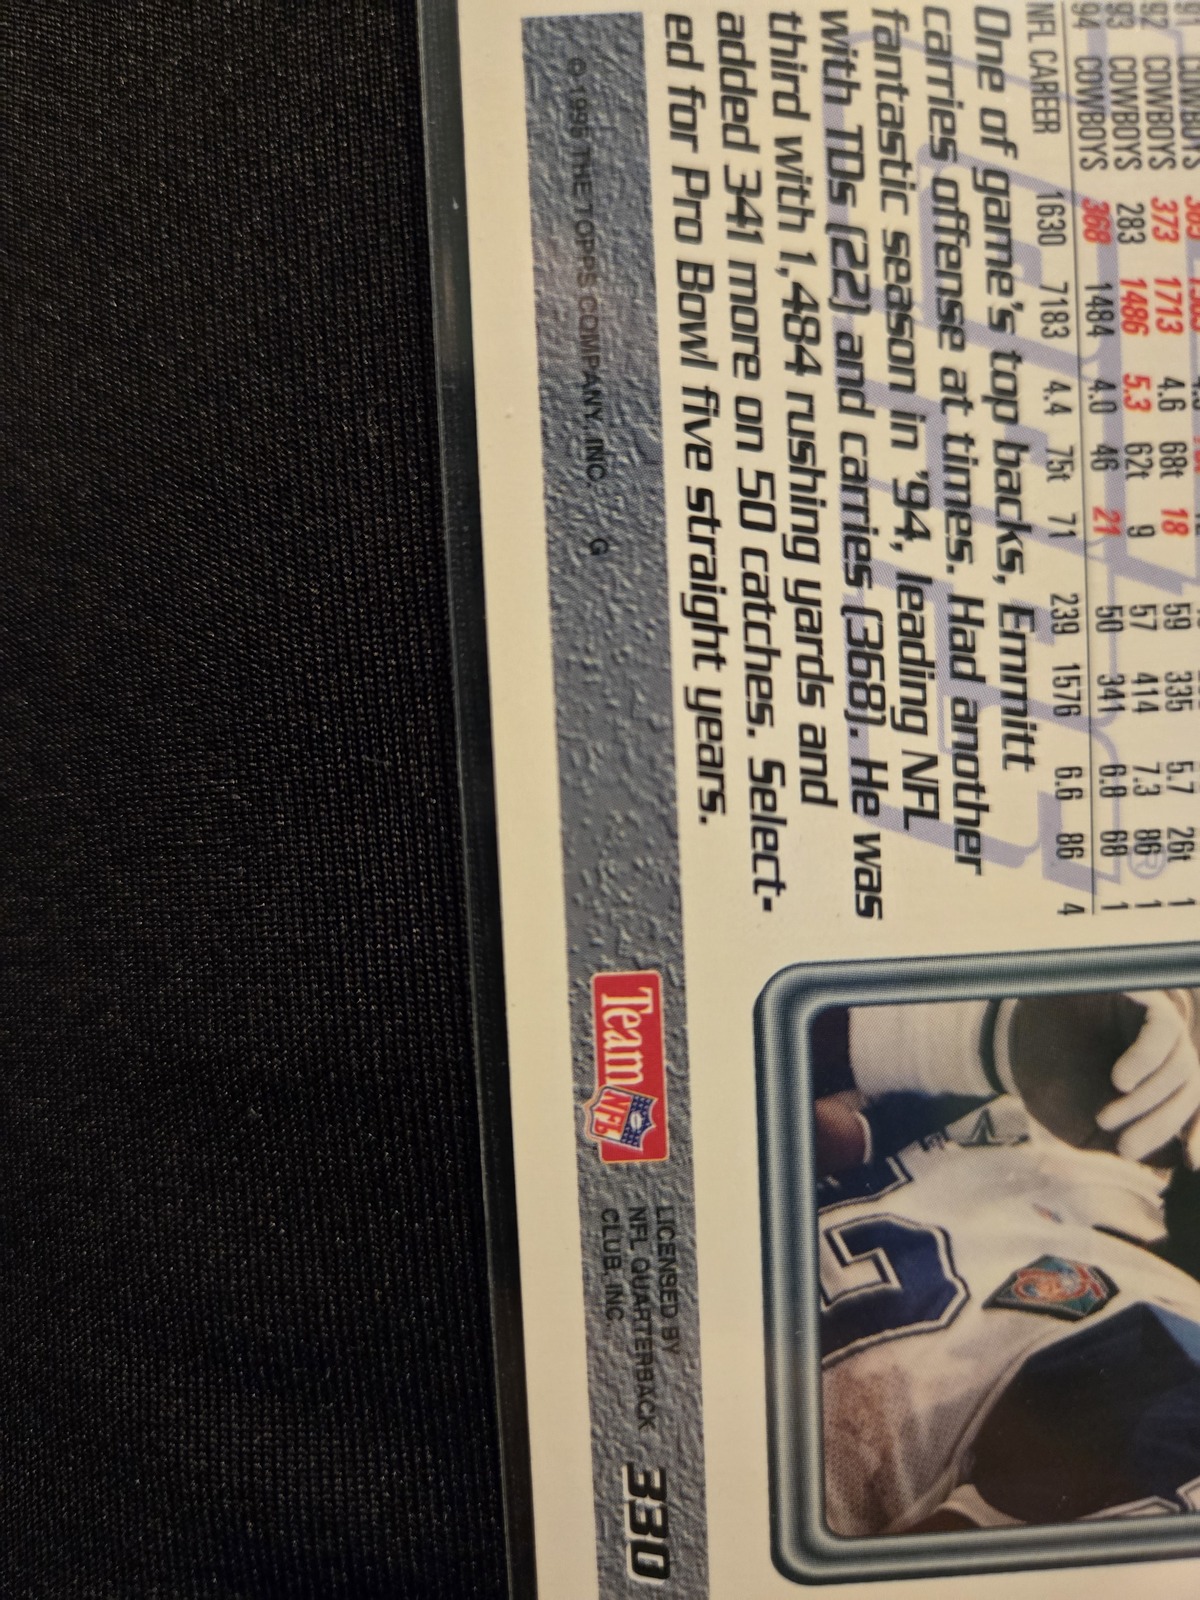 COWBOYS
92 COWBOYS 373 1713 4.6 68t 18 59 335 5.7 26t 1
93 COWBOYS 283 1486 5.3 62t 9 57 414 7.3 86 1
94 COWBOYS 368 1484 4.0 46 21 50 341 6.8 68 1
NFL CAREER 1630 7183 4.4 75t 71 239 1576 6.6 86 4
One of game's top backs, Emmitt
carries offense at times. Had another
fantastic season in '94, leading NFL
with TDs (22) and carries (368). He was
third with 1,484 rushing yards and
added 341 more on 50 catches. Select-
ed for Pro Bowl five straight years.
© 1995 THE TOPPS COMPANY, INC. G
Team NFL
LICENSED BY
NFL QUARTERBACK
CLUB, INC.
330